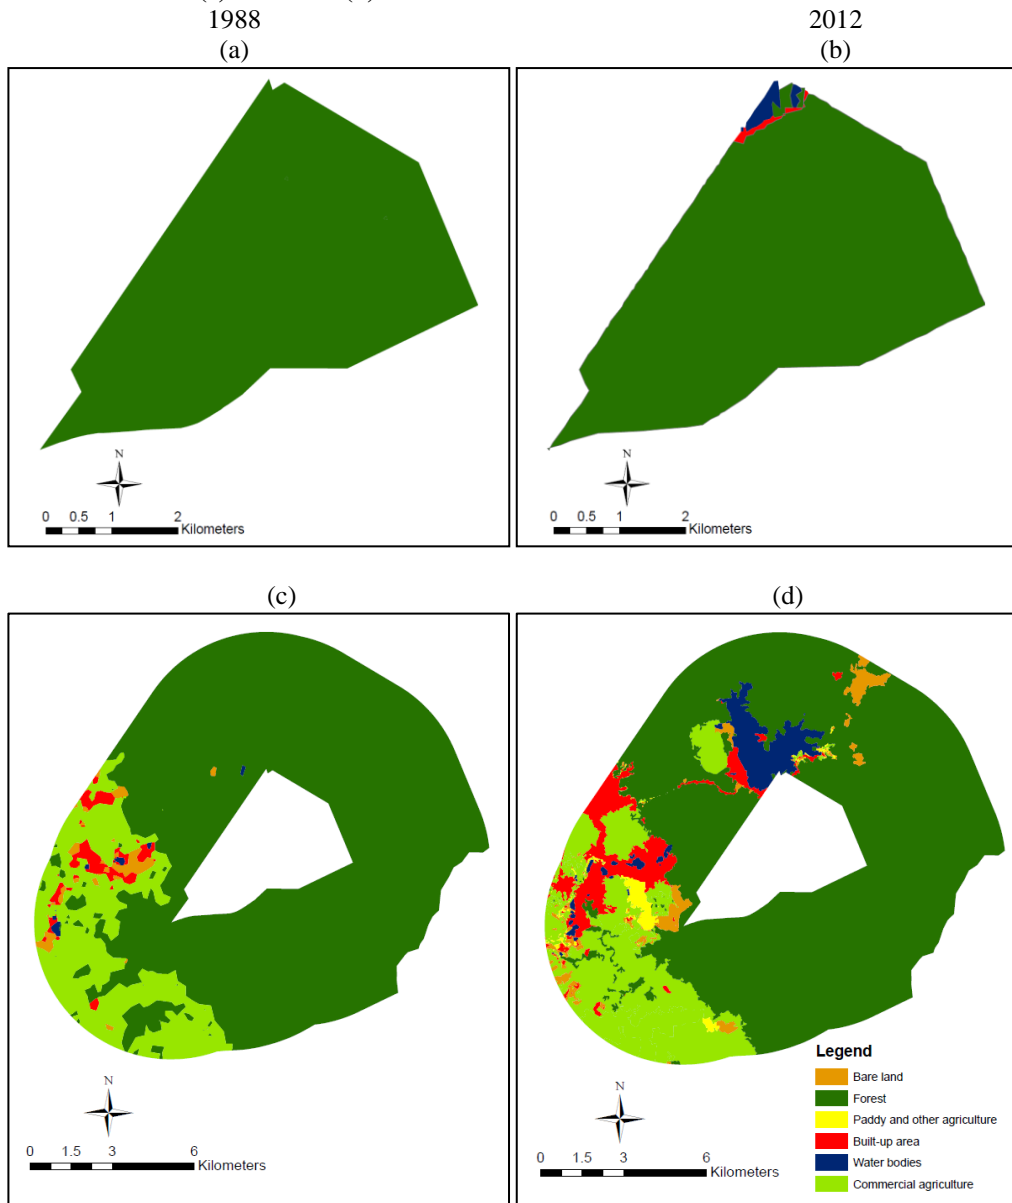 1988 2012
(a) (b)
N N
0 0.5 1 2 Kilometers
0 0.5 1 2 Kilometers
(c) (d)
Legend
Bare land
Forest
Paddy and other agriculture
Built-up area
Water bodies
Commercial agriculture
N N
0 1.5 3 6 Kilometers
0 1.5 3 6 Kilometers